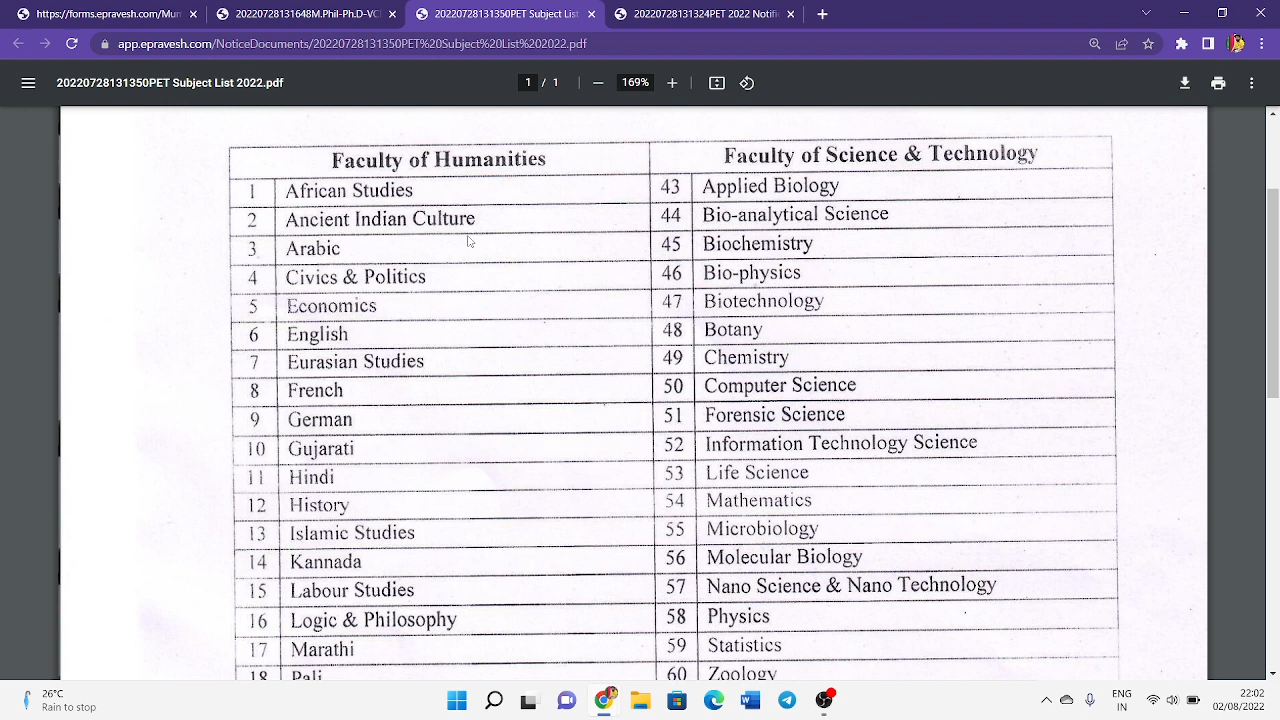 https://forms.epravesh.com/Mun
20220728131648M.Phil-Ph.D-VC
20220728131350PET Subject List
20220728131324PET 2022 Notific
app.epravesh.com/NoticeDocuments/20220728131350PET%20Subject%20List%202022.pdf
20220728131350PET Subject List 2022.pdf
1 / 1
169%
Faculty of Humanities Faculty of Science & Technology
1 African Studies 43 Applied Biology
2 Ancient Indian Culture 44 Bio-analytical Science
3 Arabic 45 Biochemistry
4 Civics & Politics 46 Bio-physics
5 Economics 47 Biotechnology
6 English 48 Botany
7 Eurasian Studies 49 Chemistry
8 French 50 Computer Science
9 German 51 Forensic Science
10 Gujarati 52 Information Technology Science
11 Hindi 53 Life Science
12 History 54 Mathematics
13 Islamic Studies 55 Microbiology
14 Kannada 56 Molecular Biology
15 Labour Studies 57 Nano Science & Nano Technology
16 Logic & Philosophy 58 Physics
17 Marathi 59 Statistics
18 Pali 60 Zoology
26°C
Rain to stop
ENG
IN
22:02
02/08/2022